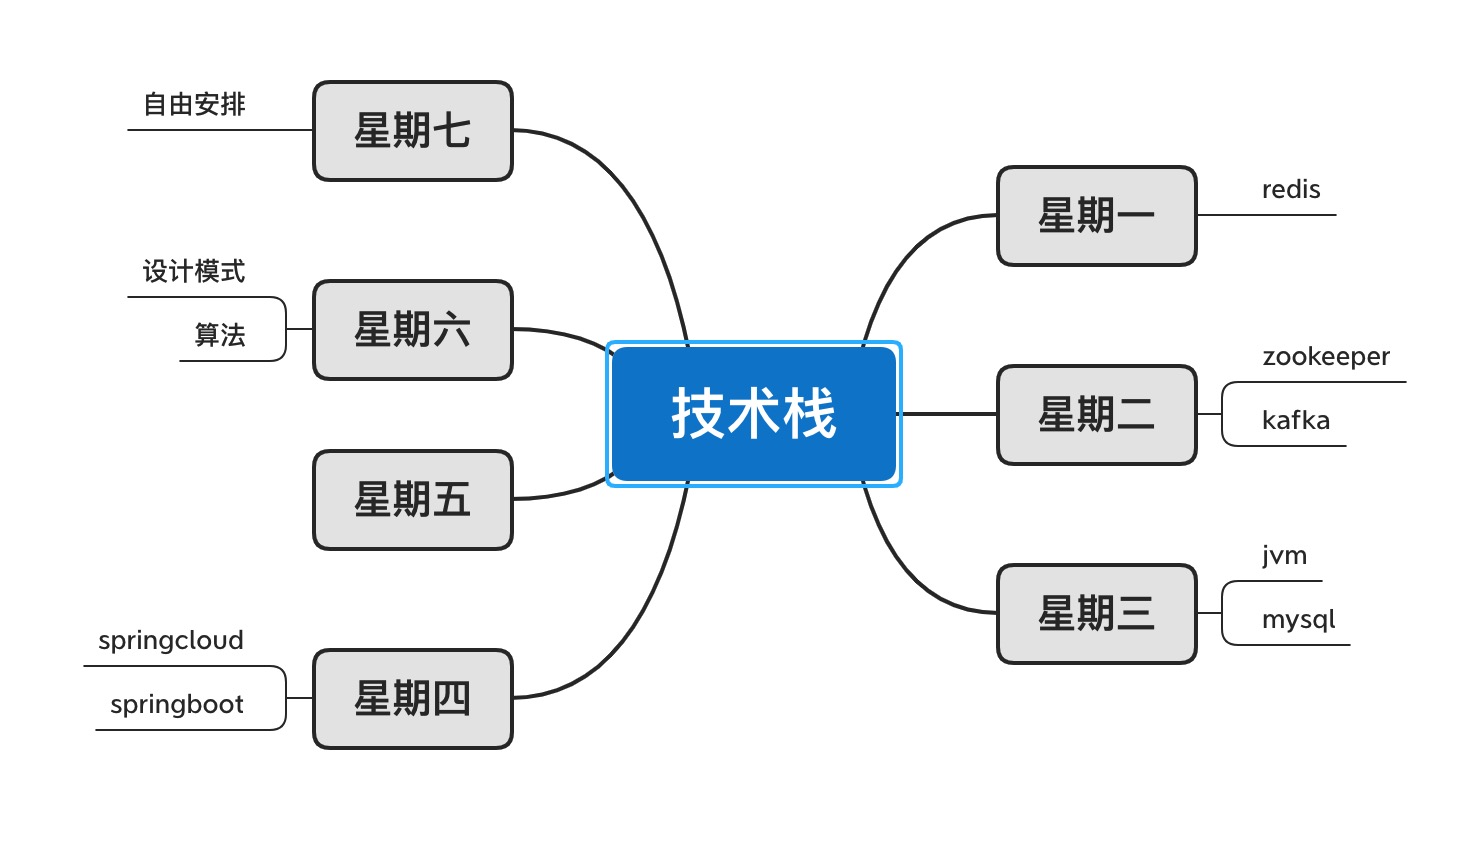 技术栈
星期一
redis
星期二
zookeeper
kafka
星期三
jvm
mysql
星期四
springcloud
springboot
星期五
星期六
设计模式
算法
星期七
自由安排